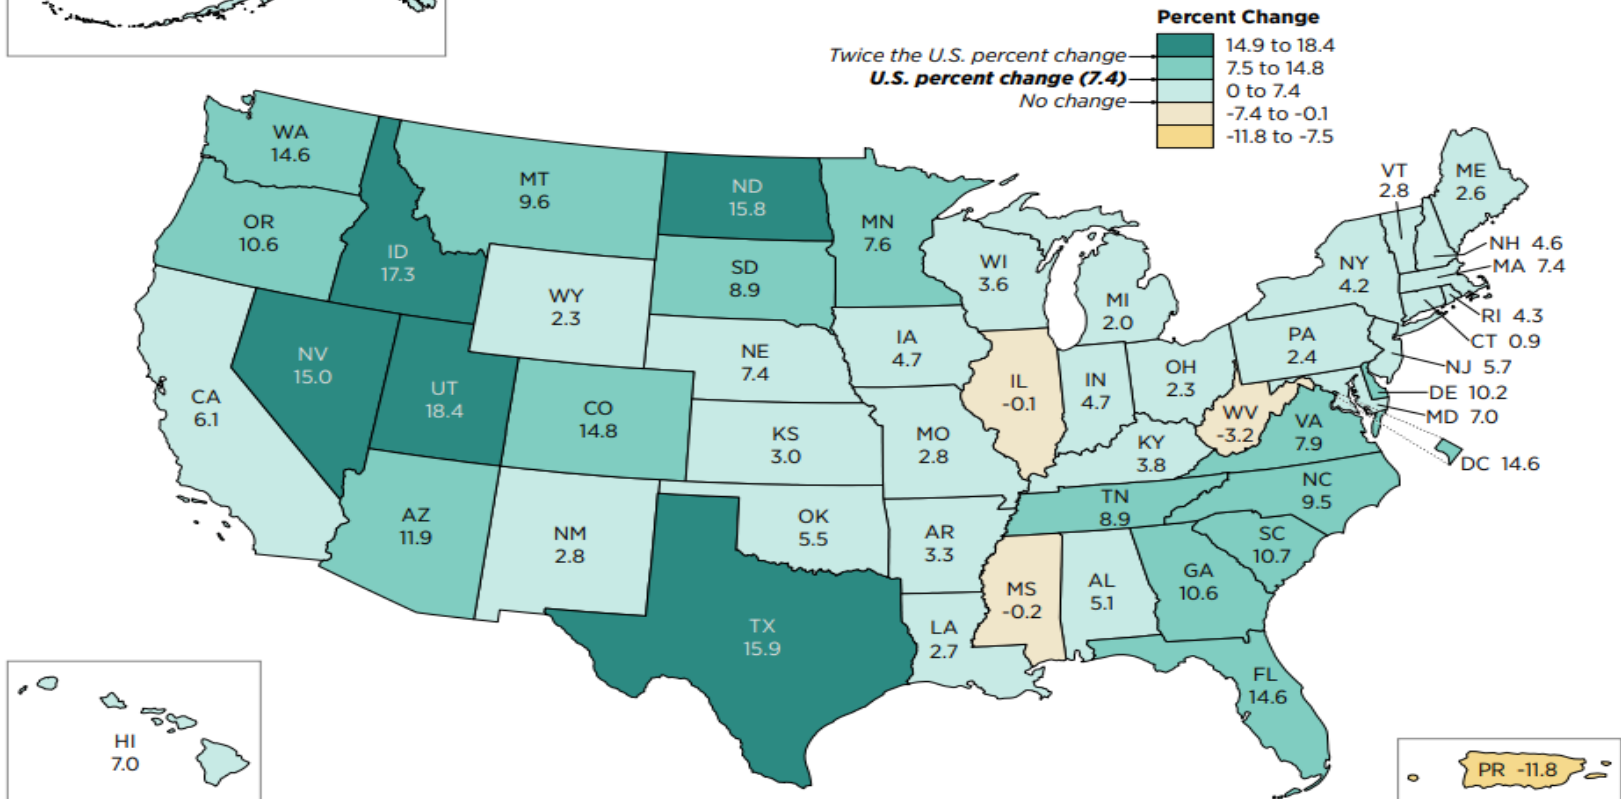 Percent Change
14.9 to 18.4
Twice the U.S. percent change
7.5 to 14.8
U.S. percent change (7.4)
0 to 7.4
No change
-7.4 to -0.1
-11.8 to -7.5
WA
14.6
OR
10.6
CA
6.1
ID
17.3
NV
15.0
UT
18.4
AZ
11.9
MT
9.6
WY
2.3
CO
14.8
NM
2.8
ND
15.8
SD
8.9
NE
7.4
KS
3.0
OK
5.5
TX
15.9
MN
7.6
IA
4.7
MO
2.8
AR
3.3
LA
2.7
WI
3.6
IL
-0.1
MS
-0.2
MI
2.0
IN
4.7
OH
2.3
KY
3.8
TN
8.9
AL
5.1
GA
10.6
FL
14.6
SC
10.7
NC
9.5
VA
7.9
WV
-3.2
PA
2.4
NY
4.2
VT
2.8
ME
2.6
NH 4.6
MA 7.4
RI 4.3
CT 0.9
NJ 5.7
DE 10.2
MD 7.0
DC 14.6
HI
7.0
PR -11.8